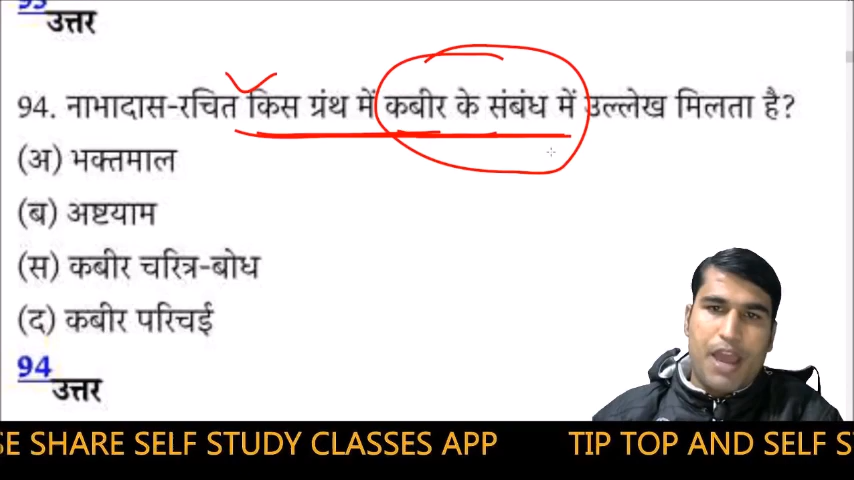 93
उत्तर
94. नाभादास-रचित किस ग्रंथ में कबीर के संबंध में उल्लेख मिलता है?
(अ) भक्तमाल
(ब) अष्टयाम
(स) कबीर चरित्र-बोध
(द) कबीर परिचई
94
उत्तर
SE SHARE SELF STUDY CLASSES APP TIP TOP AND SELF S